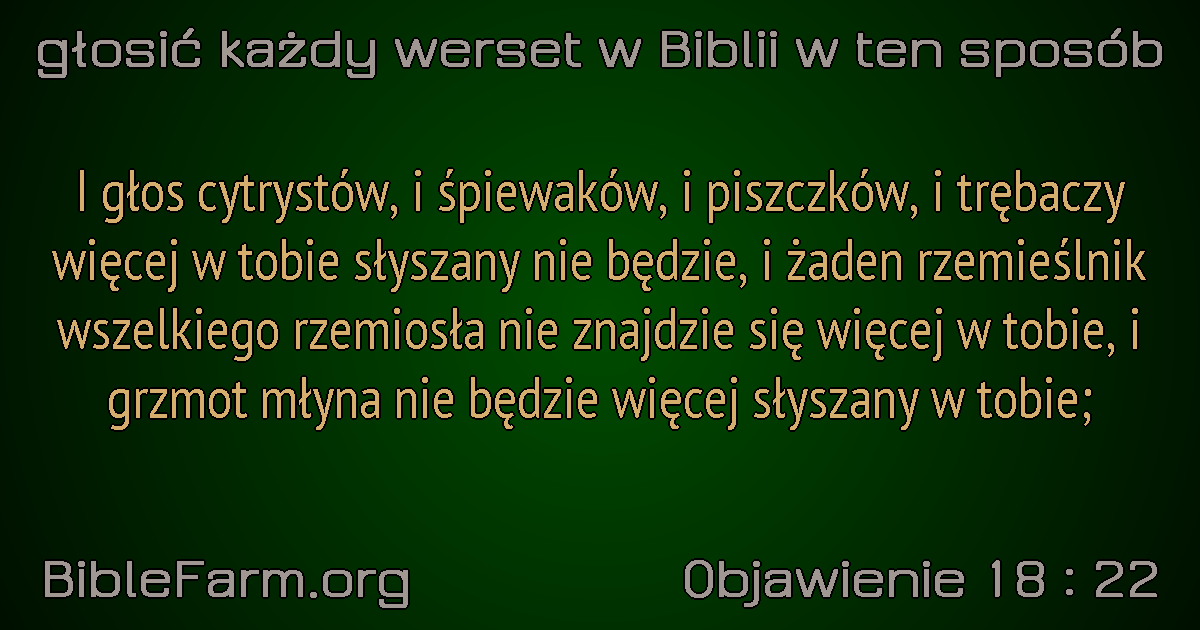 głosić każdy werset w Biblii w ten sposób
I głos cytrystów, i śpiewaków, i piszczków, i trębaczy
więcej w tobie słyszany nie będzie, i żaden rzemieślnik
wszelkiego rzemiosła nie znajdzie się więcej w tobie, i
grzmot młyna nie będzie więcej słyszany w tobie;
BibleFarm.org
Objawienie 18 : 22